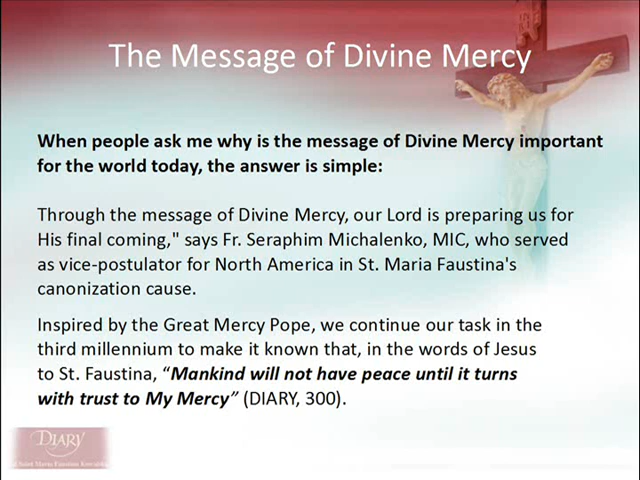 The Message of Divine Mercy
When people ask me why is the message of Divine Mercy important
for the world today, the answer is simple:
Through the message of Divine Mercy, our Lord is preparing us for
His final coming," says Fr. Seraphim Michalenko, MIC, who served
as vice-postulator for North America in St. Maria Faustina's
canonization cause.
Inspired by the Great Mercy Pope, we continue our task in the
third millennium to make it known that, in the words of Jesus
to St. Faustina, “Mankind will not have peace until it turns
with trust to My Mercy” (DIARY, 300).
DIARY
Saint Maria Faustina